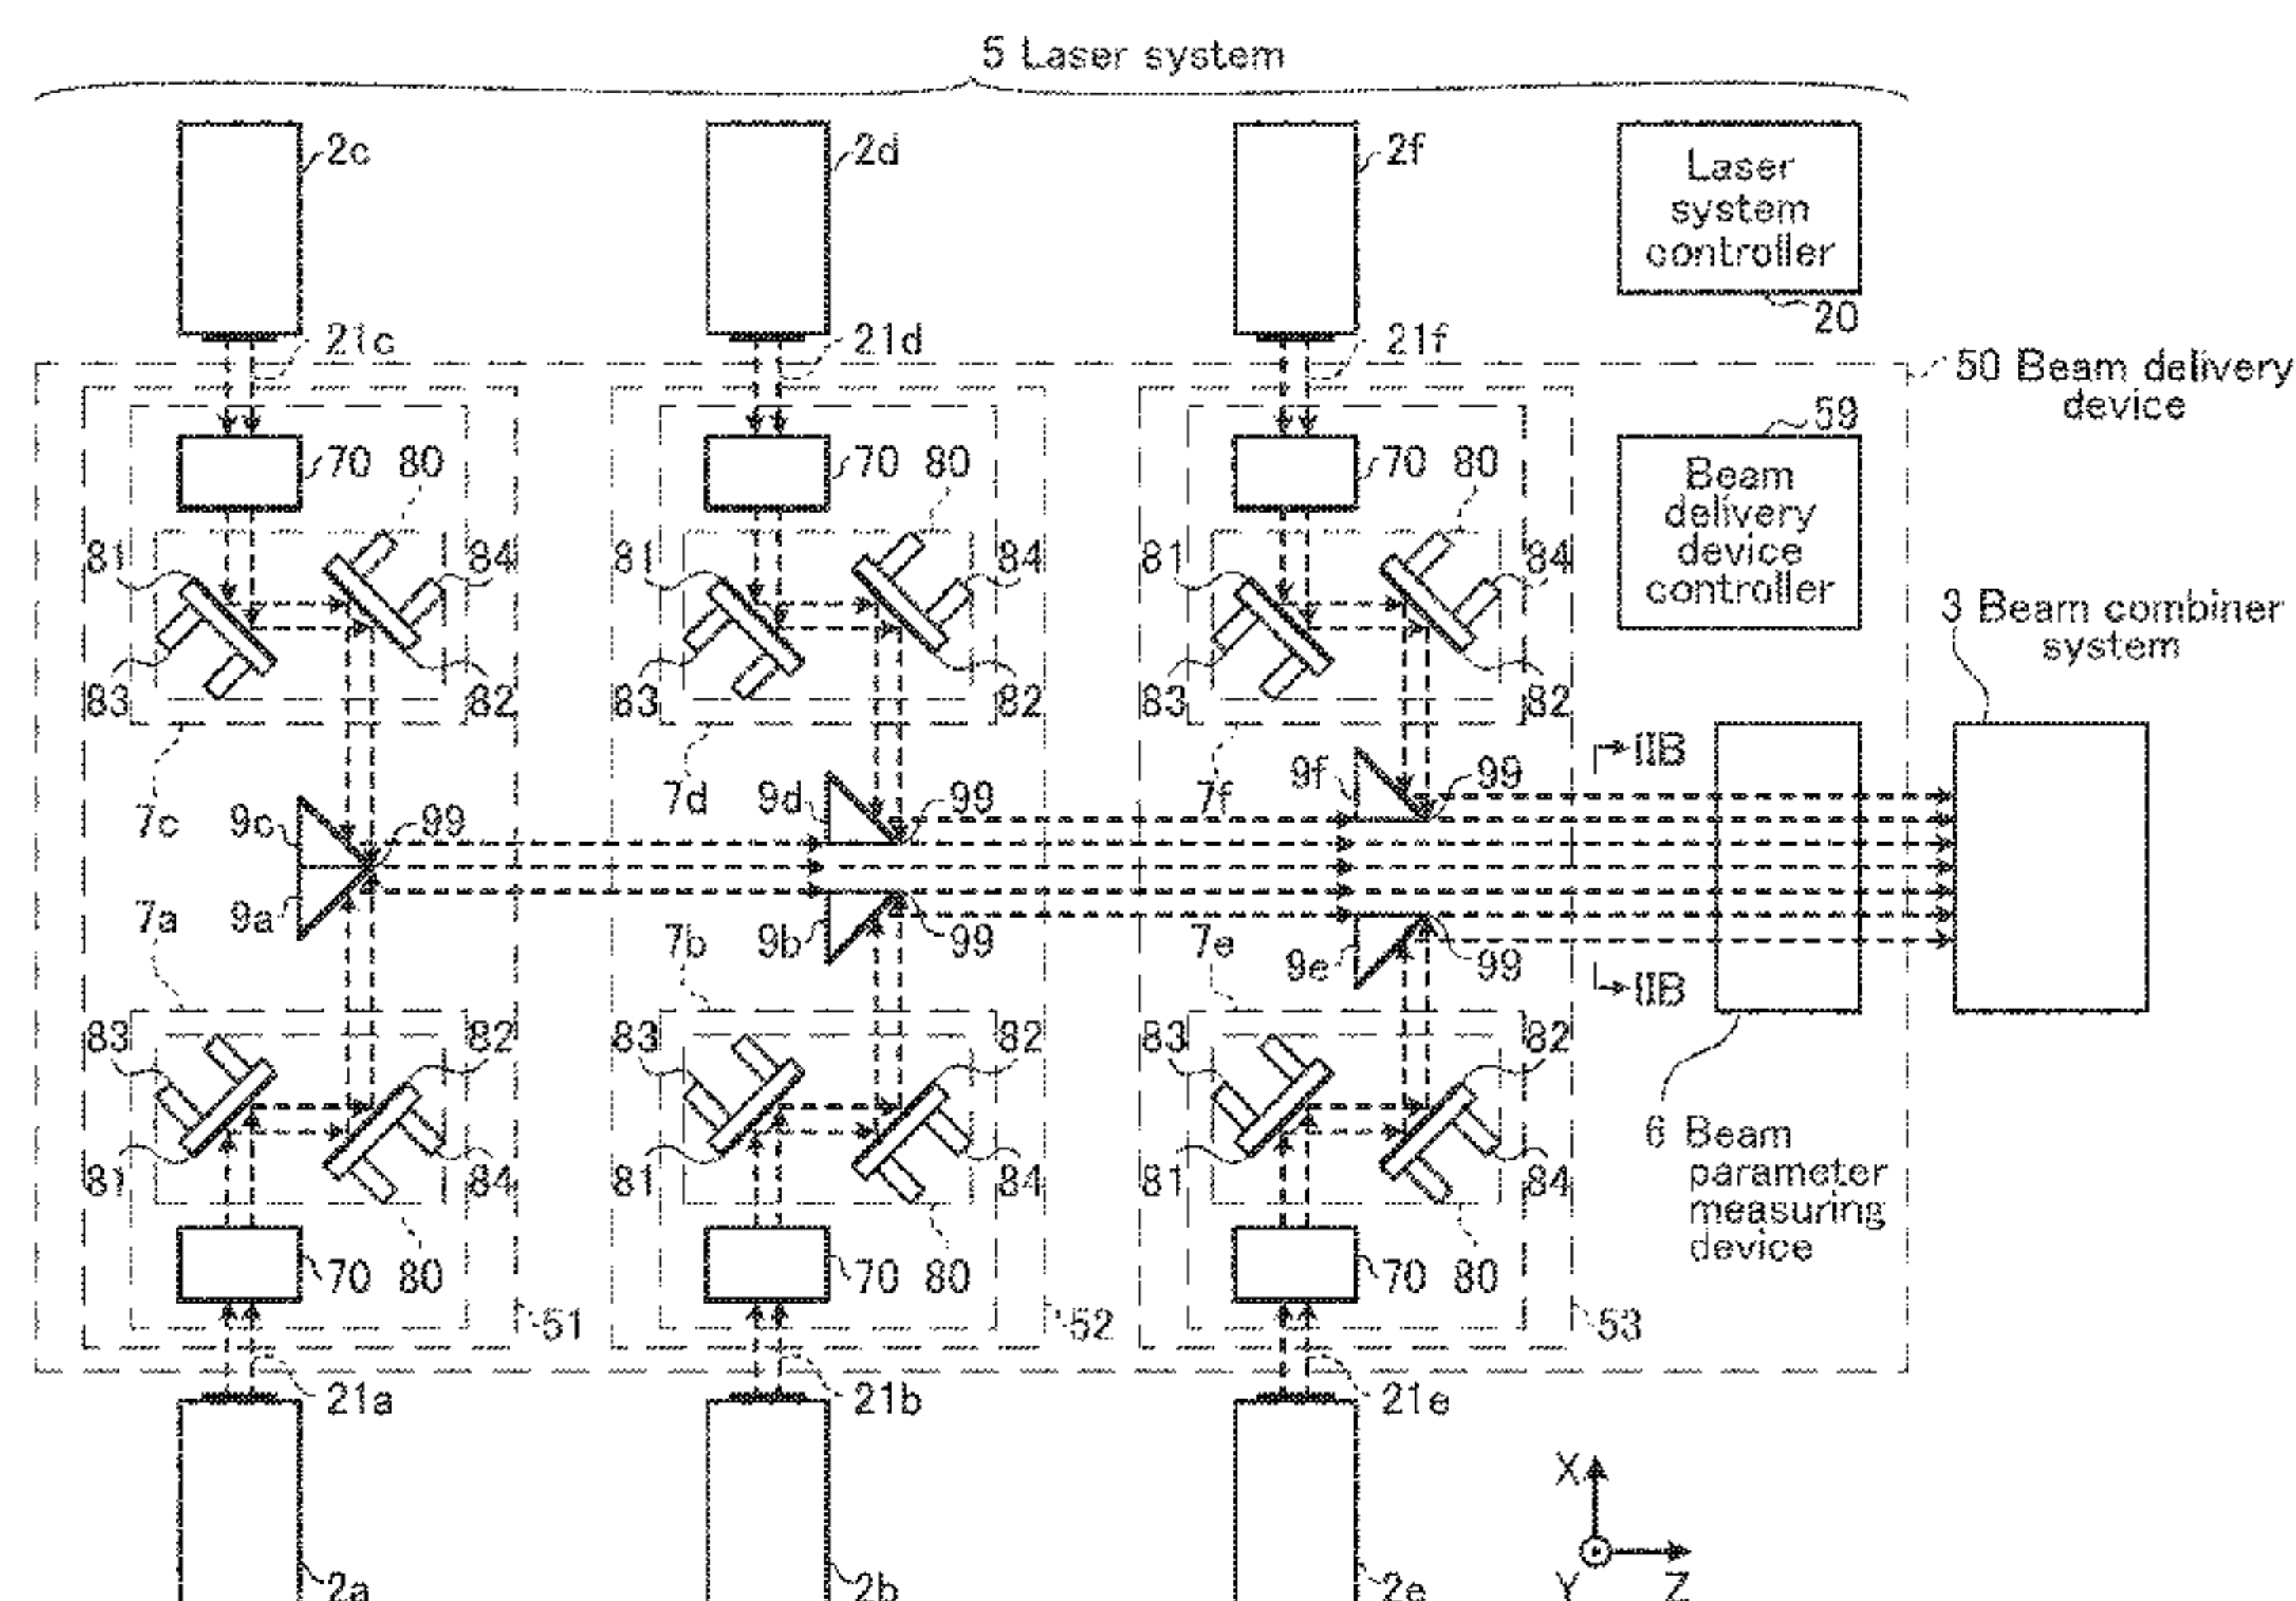 5 Laser system
2c
2d
2f
Laser
system
controller
20
21c
21d
21f
50 Beam delivery
device
59
70 80
70 80
70 80
Beam
delivery
device
controller
81
84
81
84
81
84
3 Beam combiner
system
83
82
83
82
83
82
7c
9c
99
7d
9d
99
7f
9f
99
IIB
7a
9a
7b
9b
99
7e
9e
99
IIB
83
82
83
82
83
82
6 Beam
parameter
measuring
device
81
84
81
84
81
84
70 80
70 80
70 80
51
52
53
21a
21b
21e
X
Y
Z
2a
2b
2e